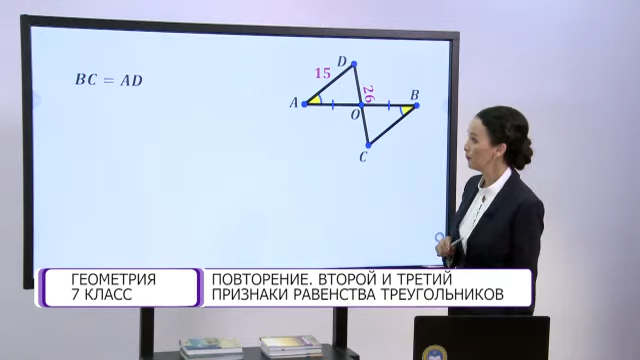 BC = AD
D
15
26
A
B
O
C
ГЕОМЕТРИЯ
7 КЛАСС
ПОВТОРЕНИЕ. ВТОРОЙ И ТРЕТИЙ
ПРИЗНАКИ РАВЕНСТВА ТРЕУГОЛЬНИКОВ